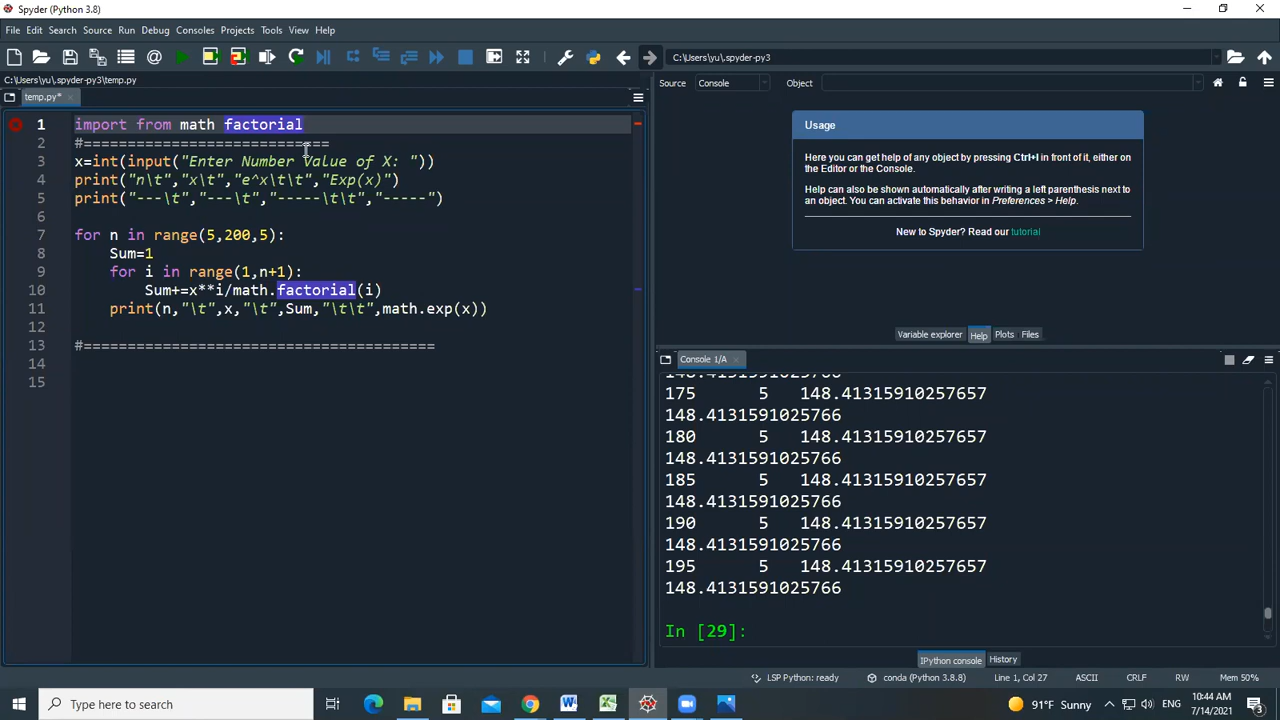 Spyder (Python 3.8)
File Edit Search Source Run Debug Consoles Projects Tools View Help
C:\Users\yu\.spyder-py3
C:\Users\yu\.spyder-py3\temp.py
temp.py*
1 import from math factorial
2 #============================
3 x=int(input("Enter Number Value of X: "))
4 print("n\t","x\t","e^x\t\t","Exp(x)")
5 print("---\t","---\t","-----\t\t","-----")
6
7 for n in range(5,200,5):
8 Sum=1
9 for i in range(1,n+1):
10 Sum+=x**i/math.factorial(i)
11 print(n,"\t",x,"\t",Sum,"\t\t",math.exp(x))
12
13 #========================================
14
15
Source Console Object
Usage
Here you can get help of any object by pressing Ctrl+I in front of it, either on
the Editor or the Console.
Help can also be shown automatically after writing a left parenthesis next to
an object. You can activate this behavior in Preferences > Help.
New to Spyder? Read our tutorial
Variable explorer Help Plots Files
Console 1/A
148.4131591025766
175 5 148.41315910257657
148.4131591025766
180 5 148.41315910257657
148.4131591025766
185 5 148.41315910257657
148.4131591025766
190 5 148.41315910257657
148.4131591025766
195 5 148.41315910257657
148.4131591025766
In [29]:
IPython console History
LSP Python: ready conda (Python 3.8.8) Line 1, Col 27 ASCII CRLF RW Mem 50%
Type here to search
91°F Sunny ENG
10:44 AM
7/14/2021
3